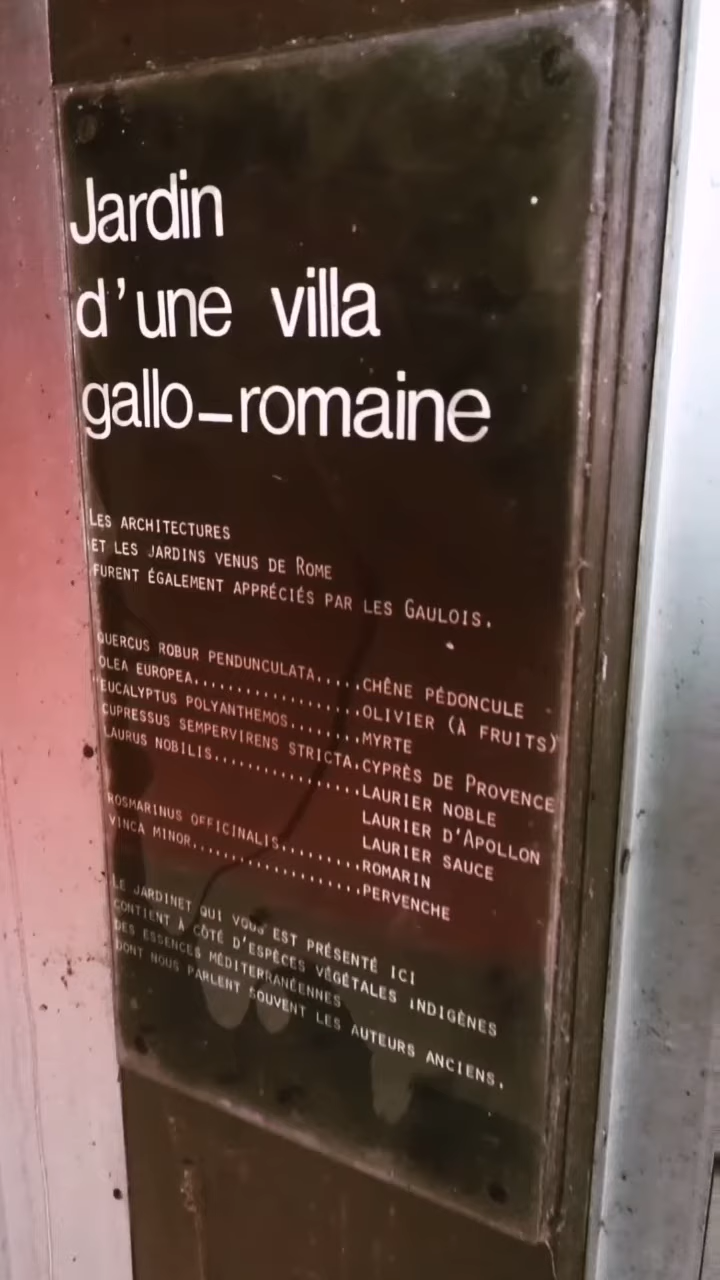 Jardin
d'une villa
gallo-romaine
Les architectures
et les jardins venus de Rome
furent également appréciés par les Gaulois.
quercus robur pendunculata.....chêne pédoncule
olea europea...................olivier (à fruits)
eucalyptus polyanthemos........myrte
cupressus sempervirens stricta.cyprès de Provence
laurus nobilis.................laurier noble
laurier d'Apollon
laurier sauce
rosmarinus officinalis.........romarin
vinca minor....................pervenche
Le jardinet qui vous est présenté ici
contient à côté d'espèces végétales indigènes
des essences méditerranéennes
dont nous parlent souvent les auteurs anciens.